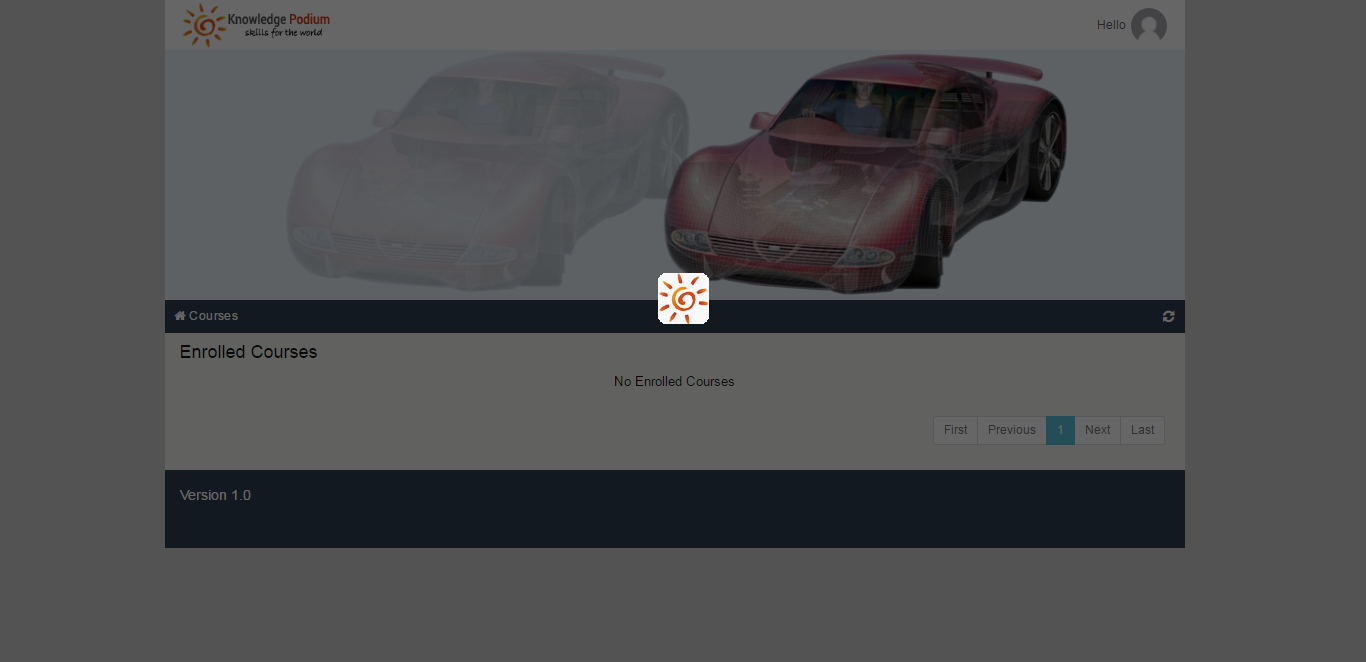 Knowledge Podium
skills for the world
Hello
Courses
Enrolled Courses
No Enrolled Courses
First Previous 1 Next Last
Version 1.0